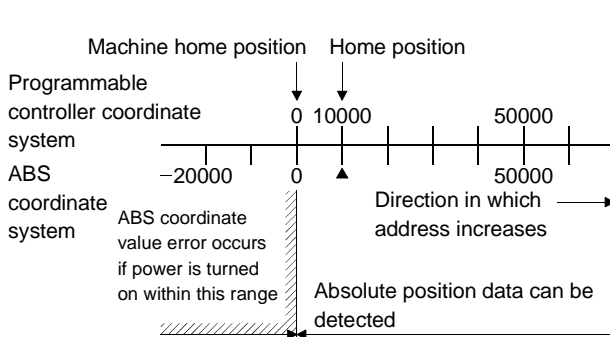 Machine home position Home position
Programmable
controller coordinate
system
0 10000 50000
ABS
coordinate
system
−20000 0 50000
Direction in which
address increases
ABS coordinate
value error occurs
if power is turned
on within this range
Absolute position data can be
detected